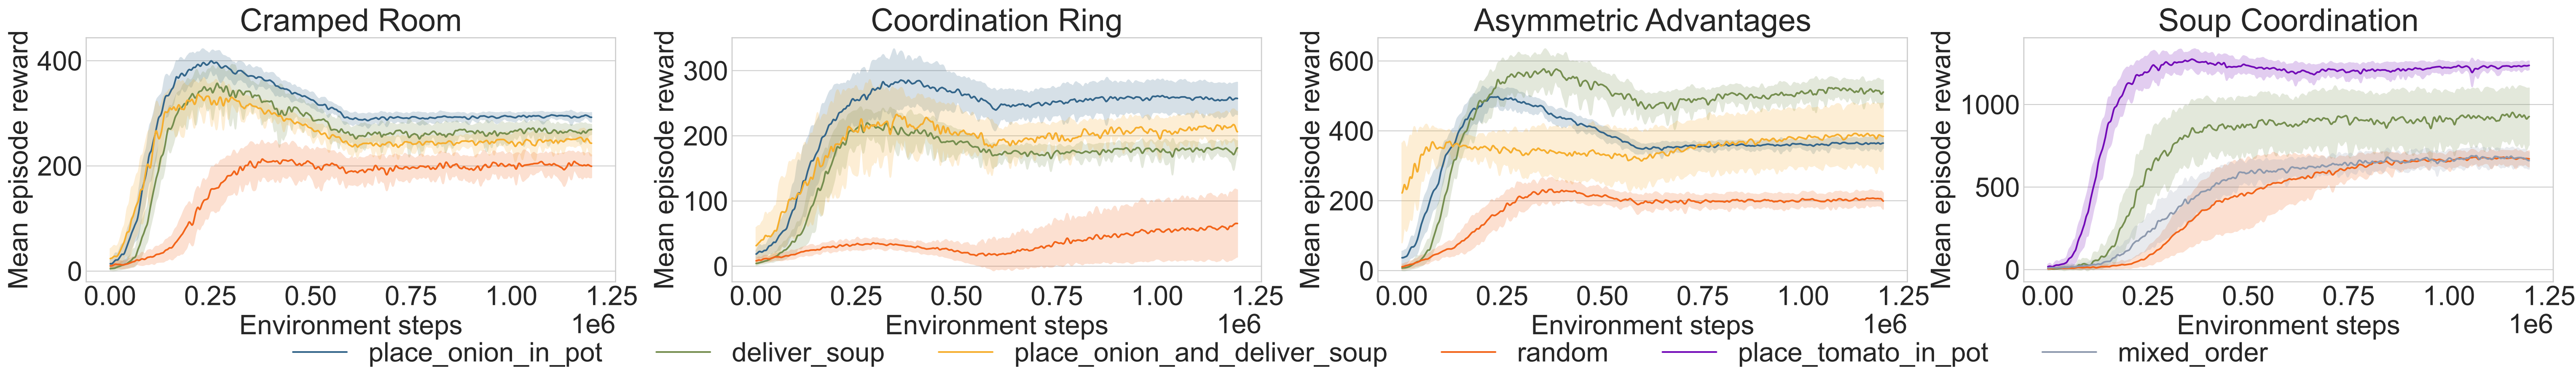 Cramped Room
Mean episode reward
400
200
0
0.00 0.25 0.50 0.75 1.00 1.25
1e6
Environment steps
Coordination Ring
Mean episode reward
300
200
100
0
0.00 0.25 0.50 0.75 1.00 1.25
1e6
Environment steps
Asymmetric Advantages
Mean episode reward
600
400
200
0
0.00 0.25 0.50 0.75 1.00 1.25
1e6
Environment steps
Soup Coordination
Mean episode reward
1000
500
0
0.00 0.25 0.50 0.75 1.00 1.25
1e6
Environment steps
place_onion_in_pot deliver_soup place_onion_and_deliver_soup random place_tomato_in_pot mixed_order